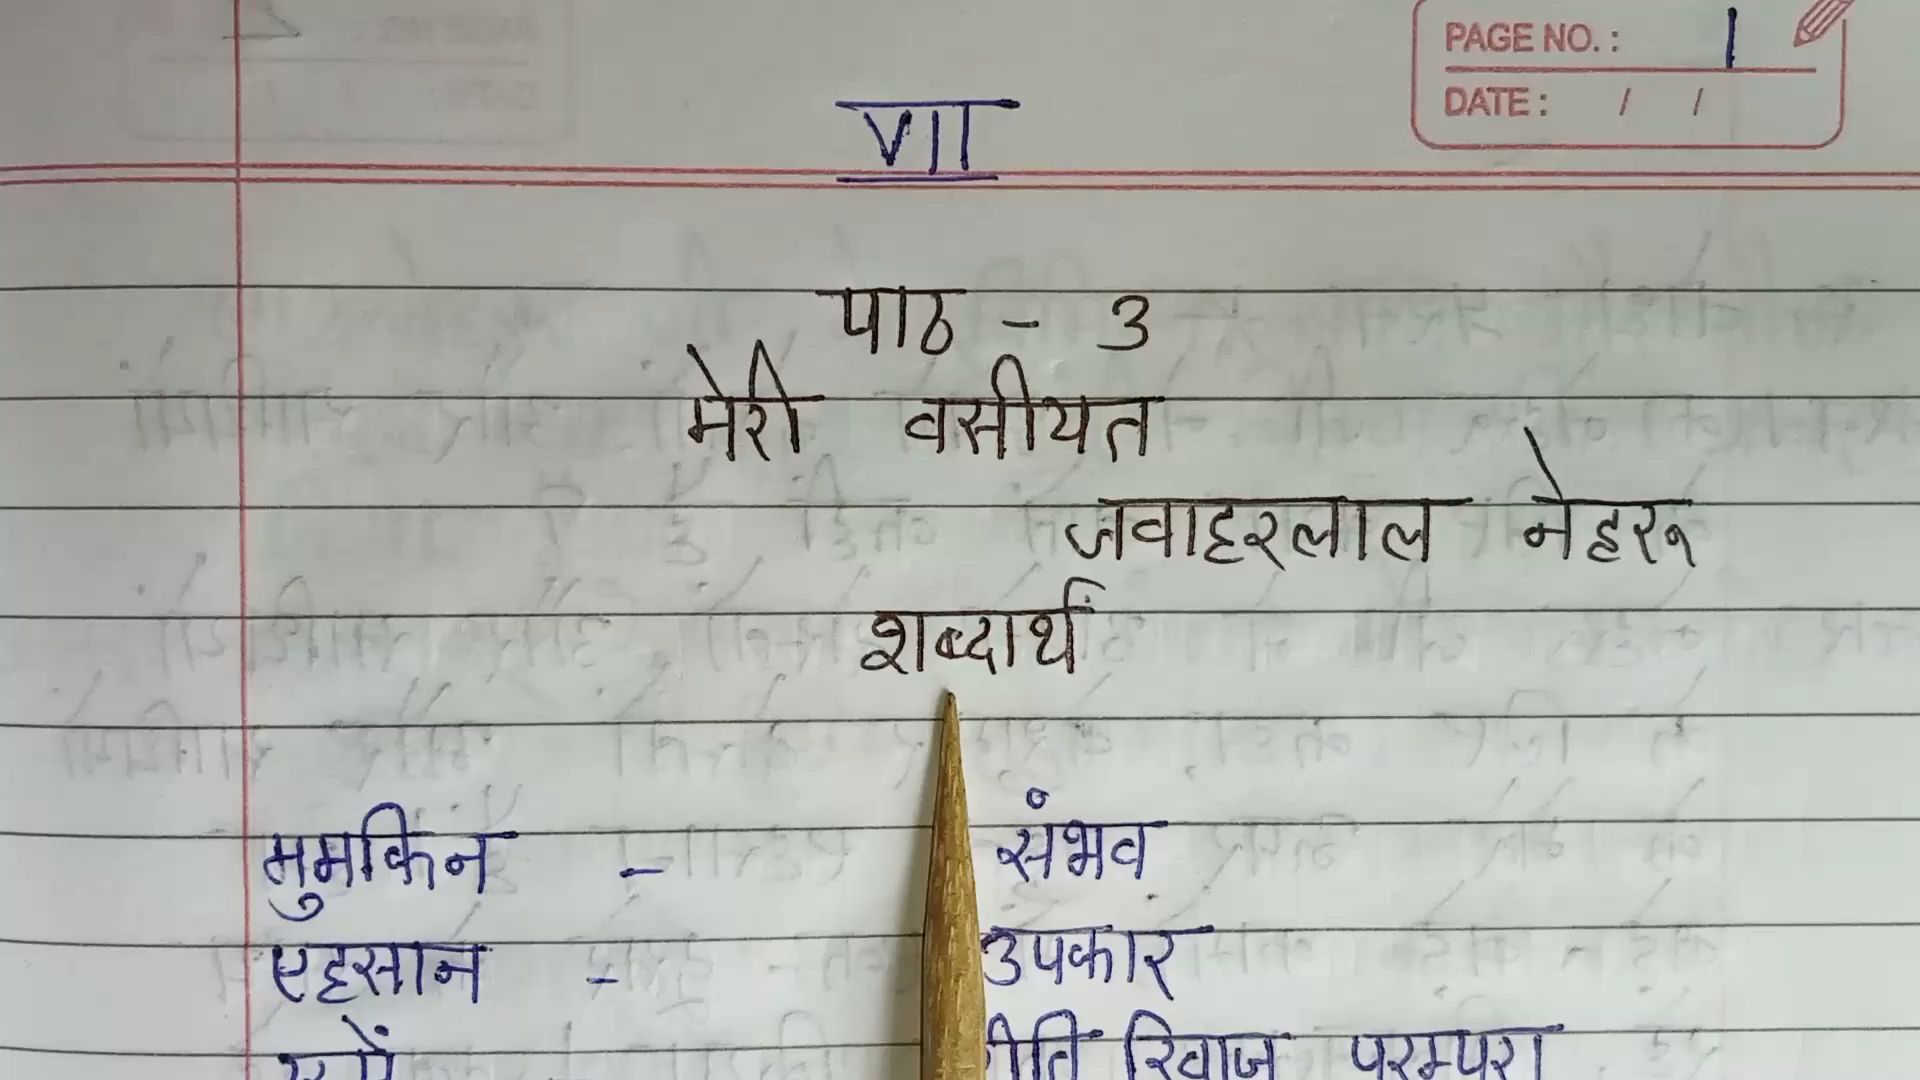 PAGE NO. : 1
DATE : / /
VII
पाठ - 3
मेरी वसीयत
जवाहरलाल नेहरू
शब्दार्थ
मुमकिन - संभव
एहसान - उपकार
रिवाज परम्परा